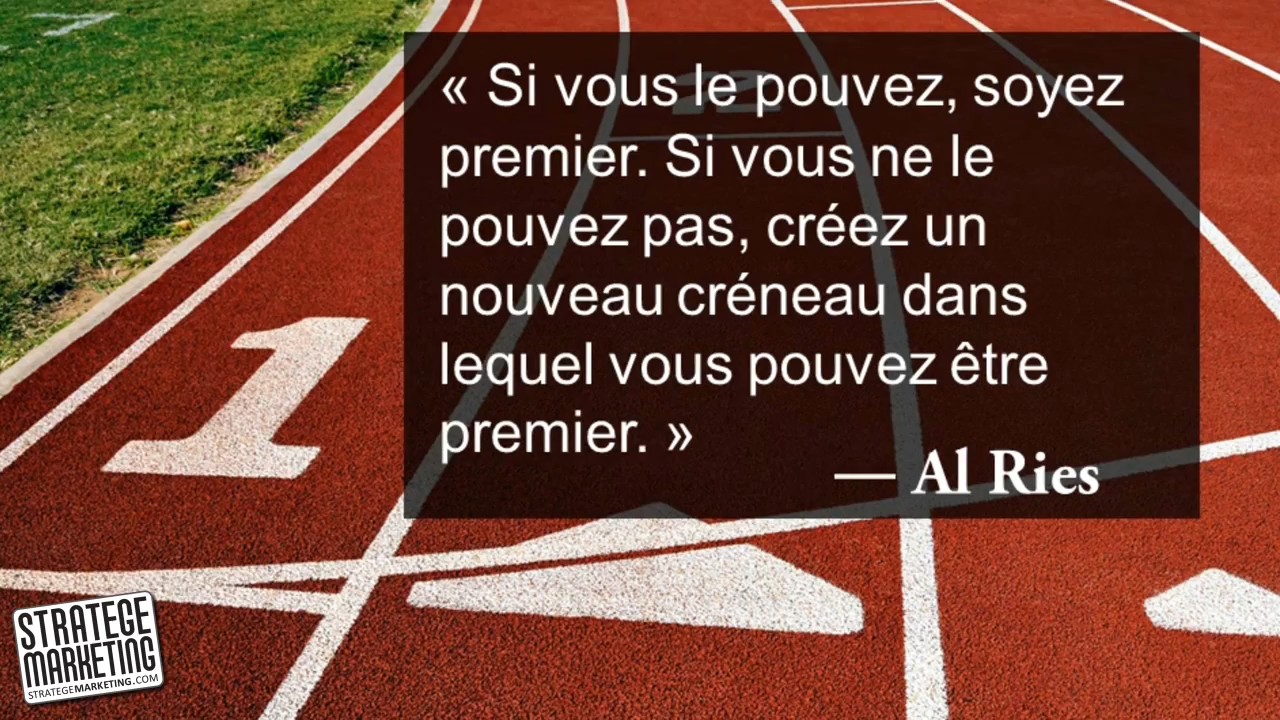 « Si vous le pouvez, soyez
premier. Si vous ne le
pouvez pas, créez un
nouveau créneau dans
lequel vous pouvez être
premier. »
— Al Ries
1
2
STRATEGE
MARKETING
STRATEGEMARKETING.COM